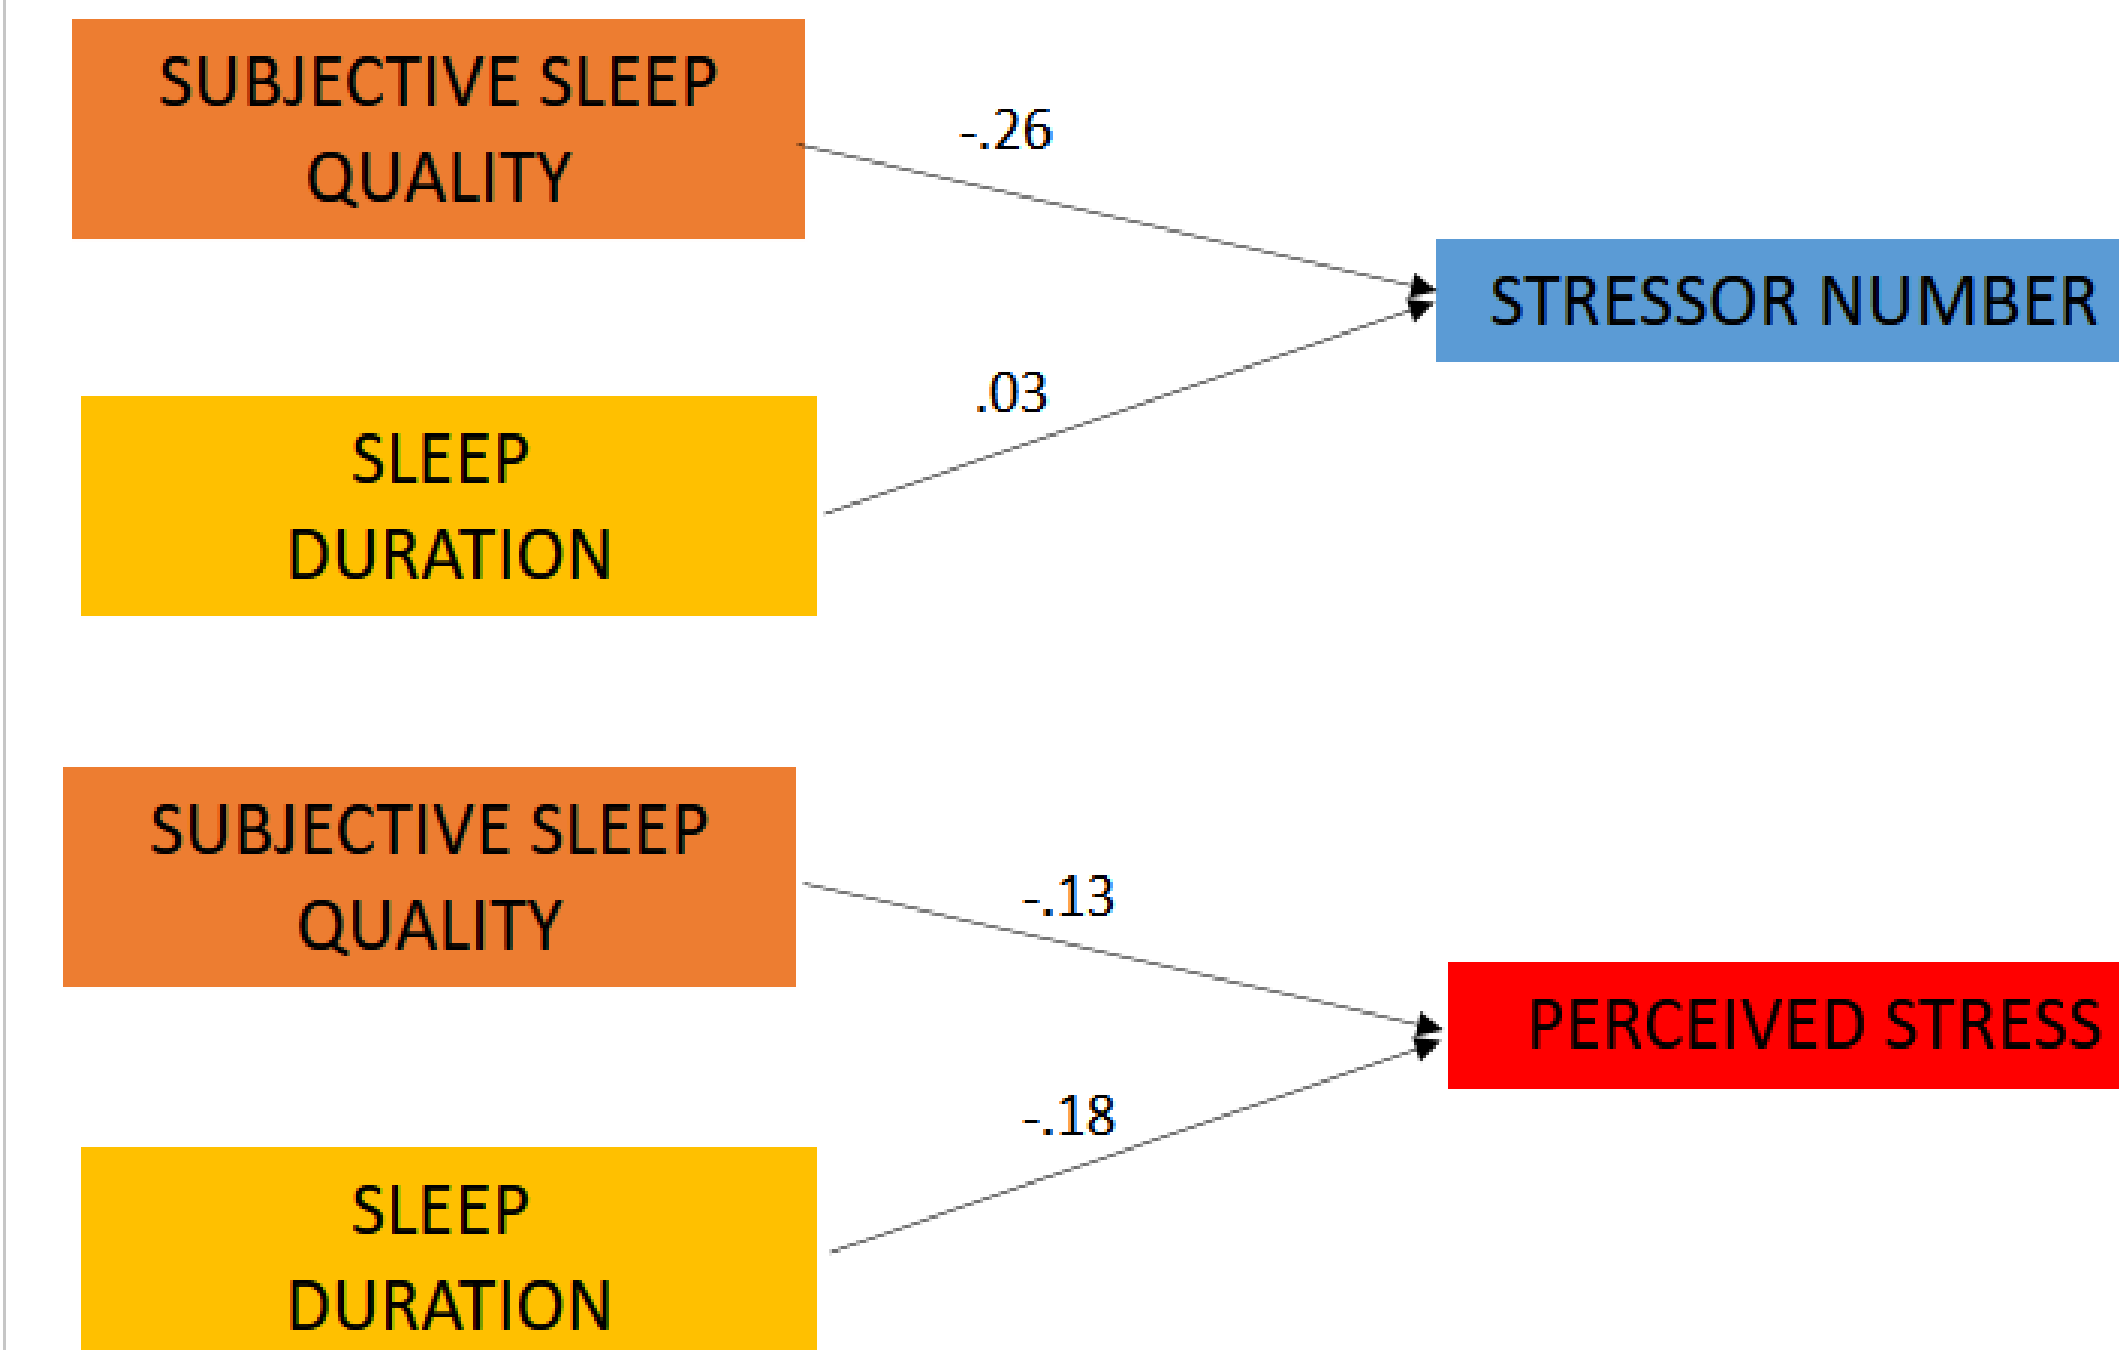 SUBJECTIVE SLEEP
QUALITY
-.26
STRESSOR NUMBER
.03
SLEEP
DURATION
SUBJECTIVE SLEEP
QUALITY
-.13
PERCEIVED STRESS
-.18
SLEEP
DURATION